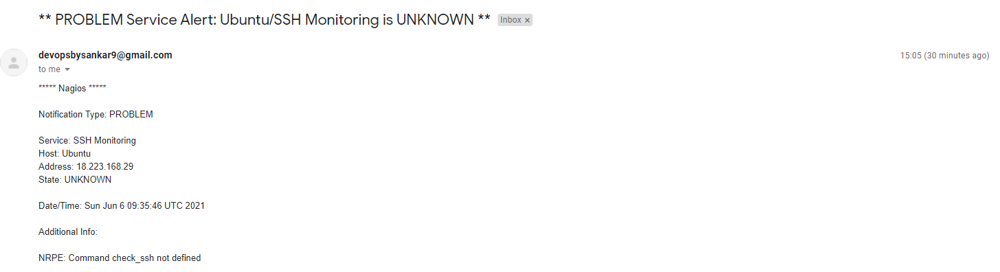 ** PROBLEM Service Alert: Ubuntu/SSH Monitoring is UNKNOWN ** Inbox ×
devopsbysankar9@gmail.com 15:05 (30 minutes ago)
to me
***** Nagios *****
Notification Type: PROBLEM
Service: SSH Monitoring
Host: Ubuntu
Address: 18.223.168.29
State: UNKNOWN
Date/Time: Sun Jun 6 09:35:46 UTC 2021
Additional Info:
NRPE: Command check_ssh not defined